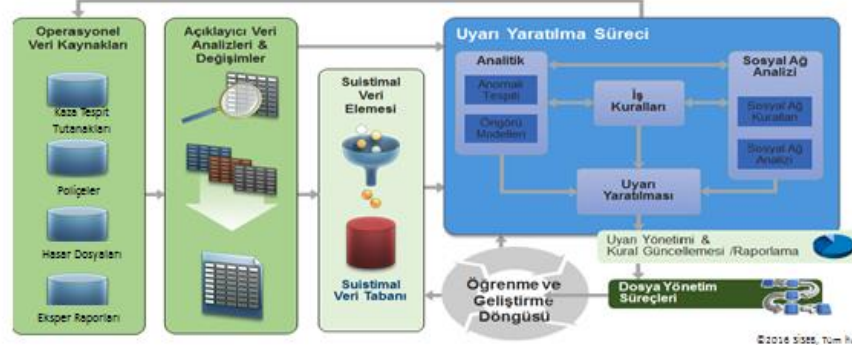 Operasyonel
Veri Kaynakları
Kaza Tespit
Tutanakları
Poliçeler
Hasar Dosyaları
Eksper Raporları
Açıklayıcı Veri
Analizleri &
Değişimler
Suistimal
Veri
Elemesi
Suistimal
Veri Tabanı
Uyarı Yaratılma Süreci
Analitik
Anomali
Tespiti
Öngörü
Modelleri
İş
Kuralları
Sosyal Ağ
Analizi
Sosyal Ağ
Kuralları
Sosyal Ağ
Analizi
Uyarı
Yaratılması
Uyarı Yönetimi &
Kural Güncellemesi /Raporlama
Dosya Yönetim
Süreçleri
Öğrenme ve
Geliştirme
Döngüsü
©2016 SİSEB, Tüm